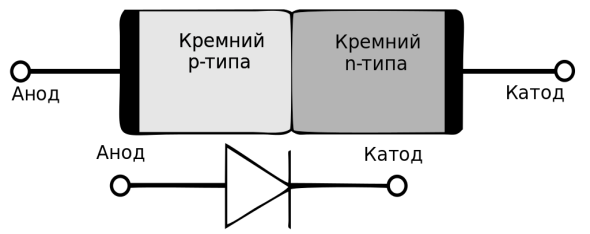 Кремний
p-типа
Кремний
n-типа
Анод
Катод
Анод
Катод